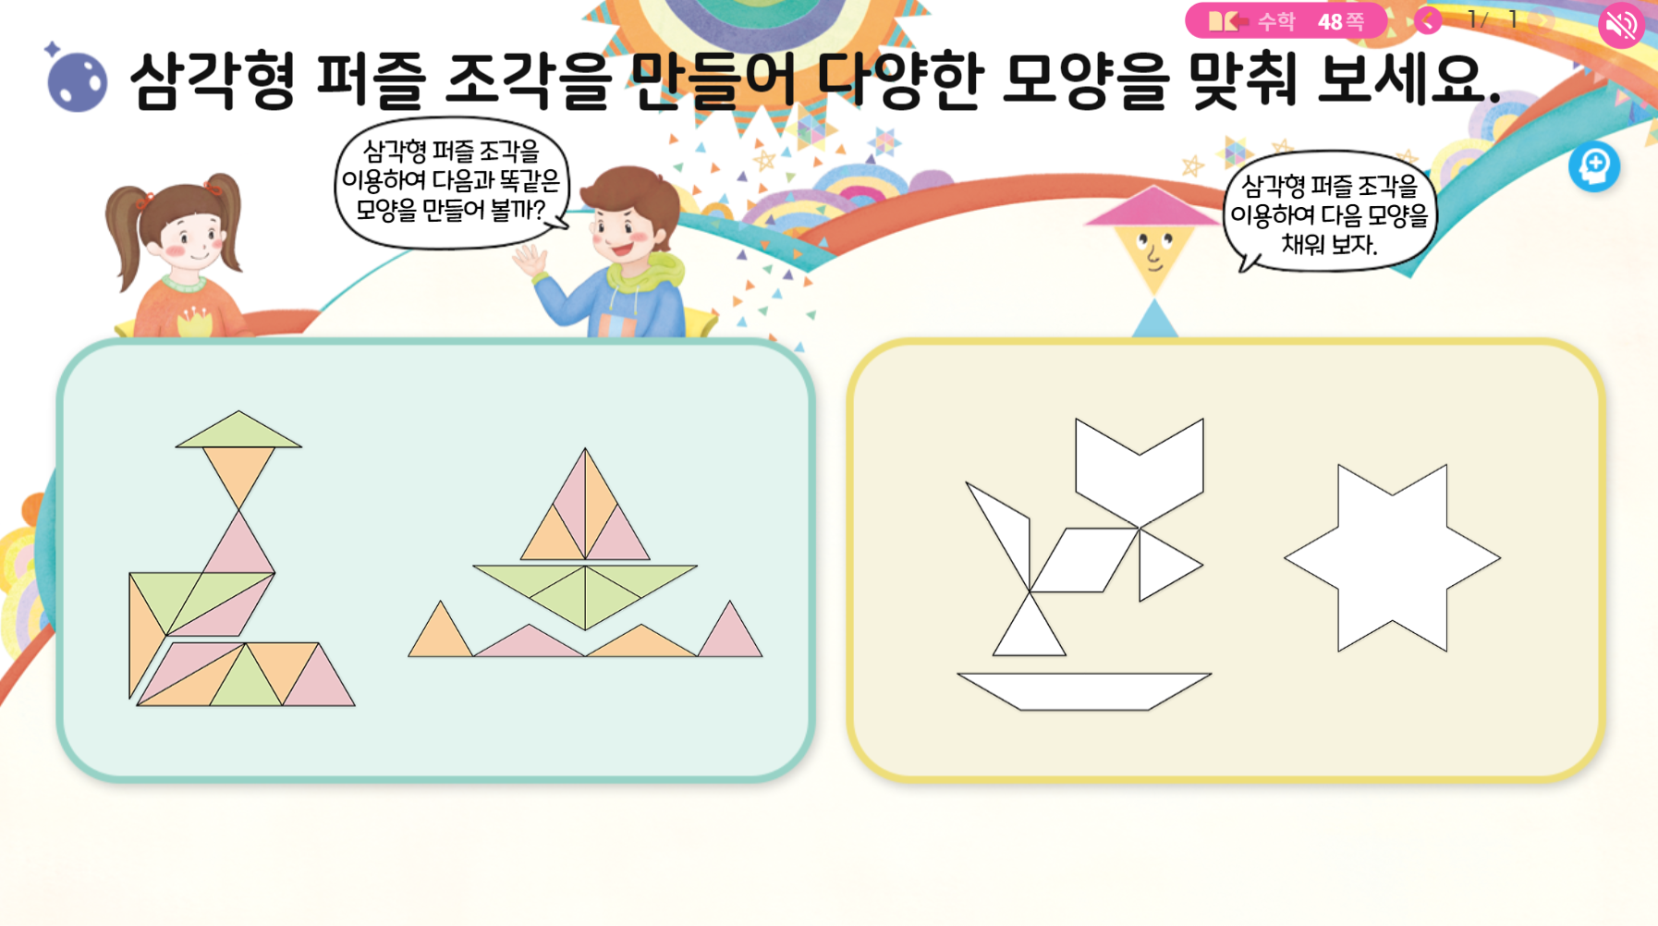 수학 48쪽
1/ 1
삼각형 퍼즐 조각을 만들어 다양한 모양을 맞춰 보세요.
삼각형 퍼즐 조각을
이용하여 다음과 똑같은
모양을 만들어 볼까?
삼각형 퍼즐 조각을
이용하여 다음 모양을
채워 보자.